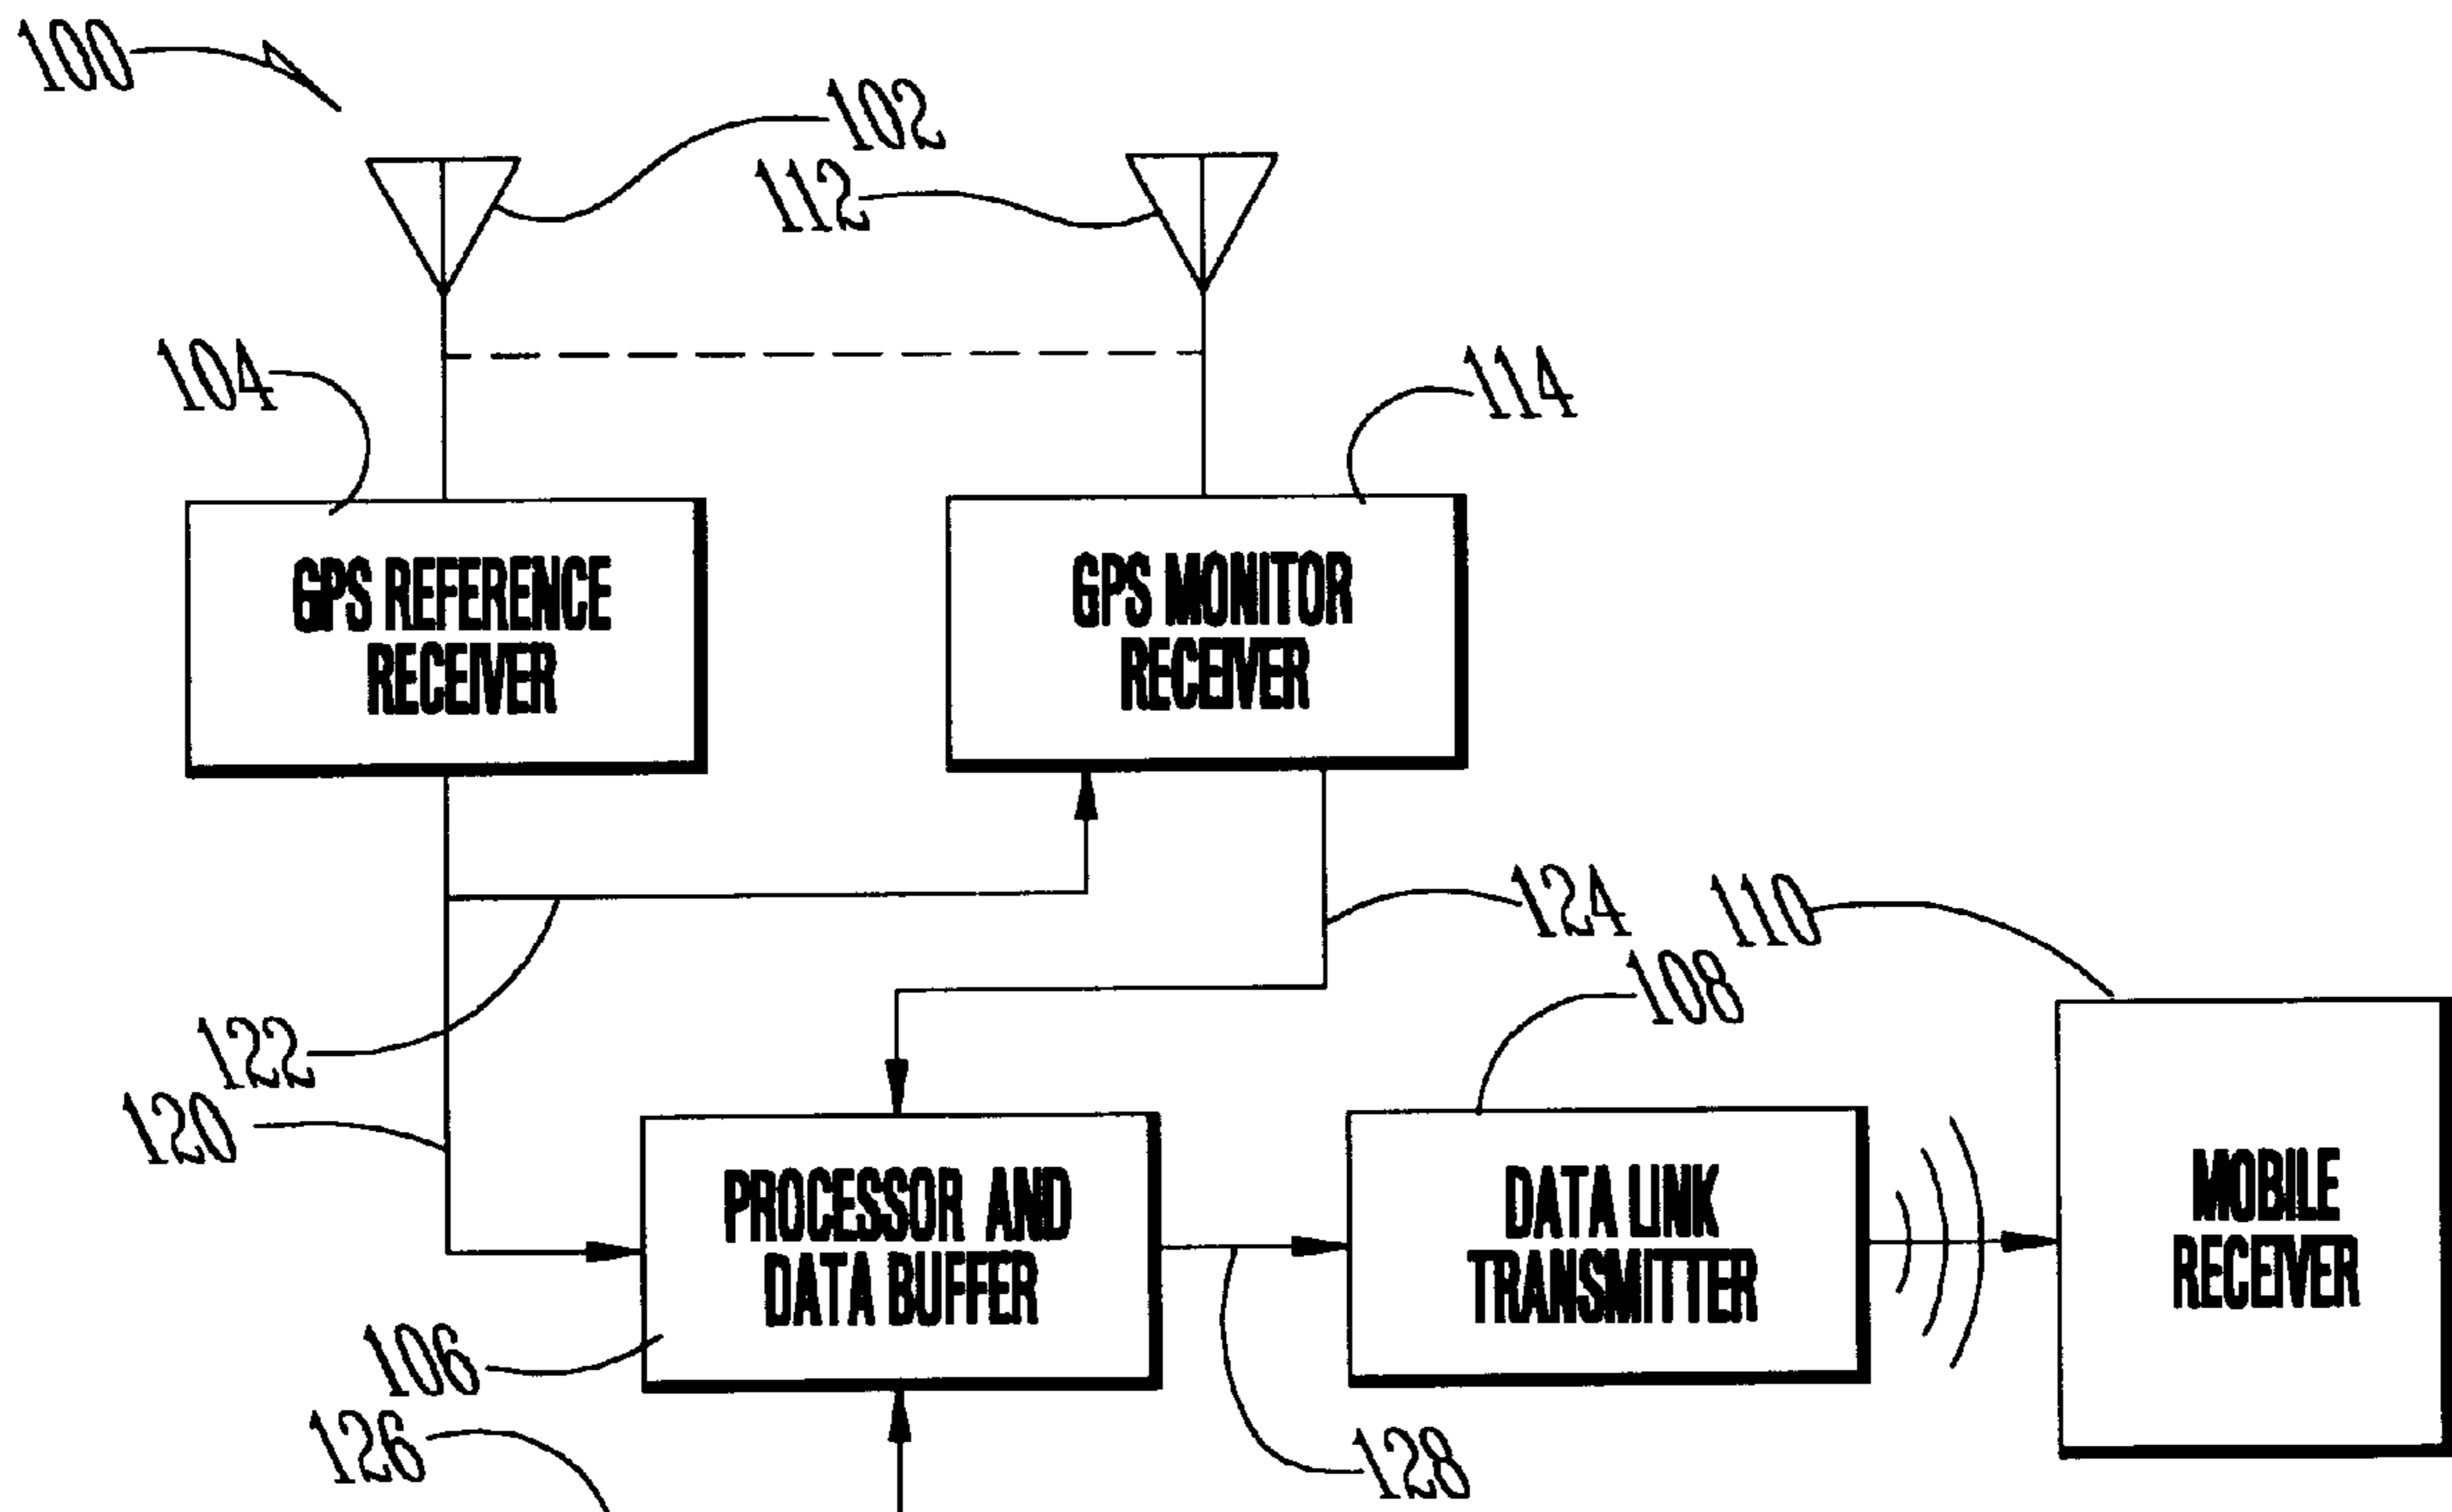 100
102
112
104
114
GPS REFERENCE
RECEIVER
GPS MONITOR
RECEIVER
124
110
108
122
120
PROCESSOR AND
DATA BUFFER
DATA LINK
TRANSMITTER
MOBILE
RECEIVER
106
126
128